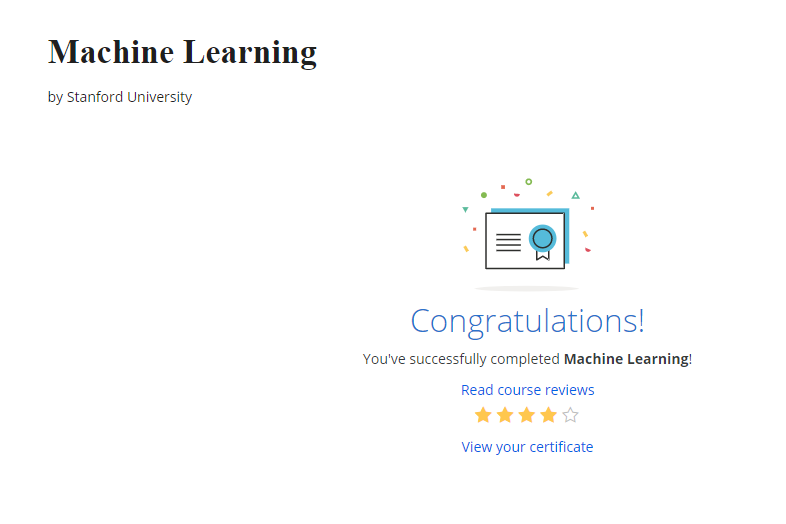 Machine Learning
by Stanford University
Congratulations!
You've successfully completed Machine Learning!
Read course reviews
View your certificate